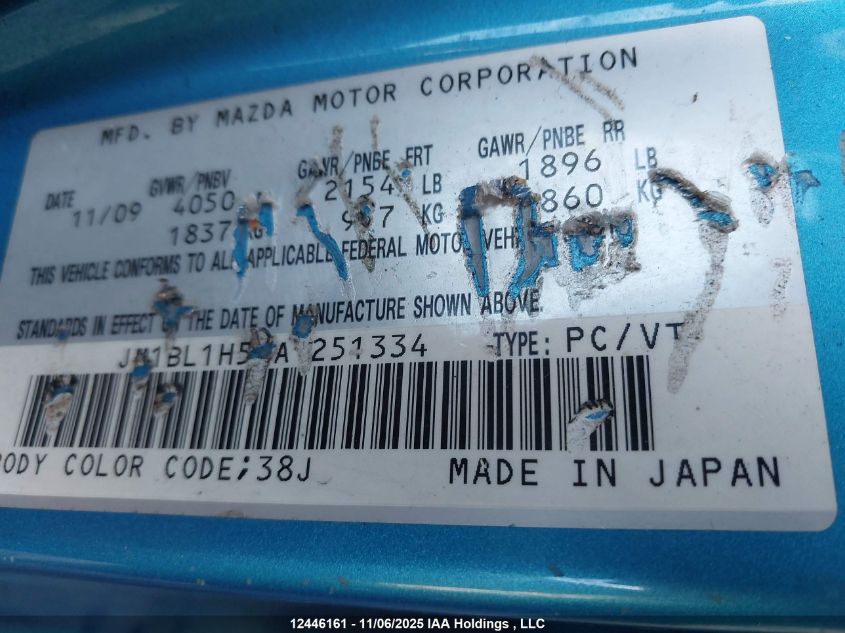 MFD. BY MAZDA MOTOR CORPORATION
DATE GVWR/PNBV GAWR/PNBE FRT GAWR/PNBE RR
11/09 4050 2154 LB 1896 LB
1837 KG KG 860 KG
THIS VEHICLE CONFORMS TO ALL APPLICABLE FEDERAL MOTOR
STANDARDS IN EFFECT THE DATE OF MANUFACTURE SHOWN ABOVE.
251334 TYPE: PC/VT
BODY COLOR CODE;38J MADE IN JAPAN
12446161 - 11/06/2025 IAA Holdings , LLC